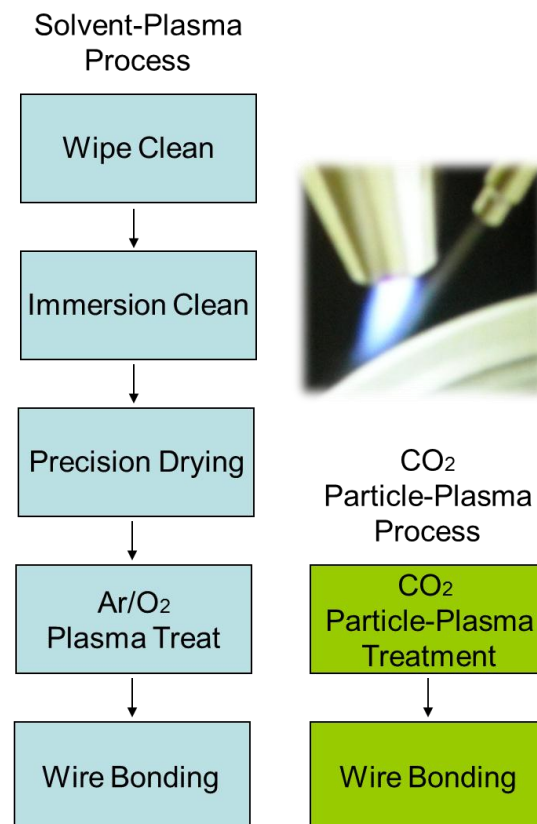 Solvent-Plasma
Process
Wipe Clean
Immersion Clean
Precision Drying
Ar/O₂
Plasma Treat
Wire Bonding
CO₂
Particle-Plasma
Process
CO₂
Particle-Plasma
Treatment
Wire Bonding